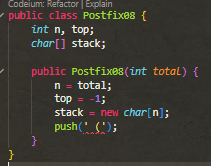 Codeium: Refactor | Explain
public class Postfix08 {
    int n, top;
    char[] stack;

    public Postfix08(int total) {
        n = total;
        top = -1;
        stack = new char[n];
        push(' (');
    }
}